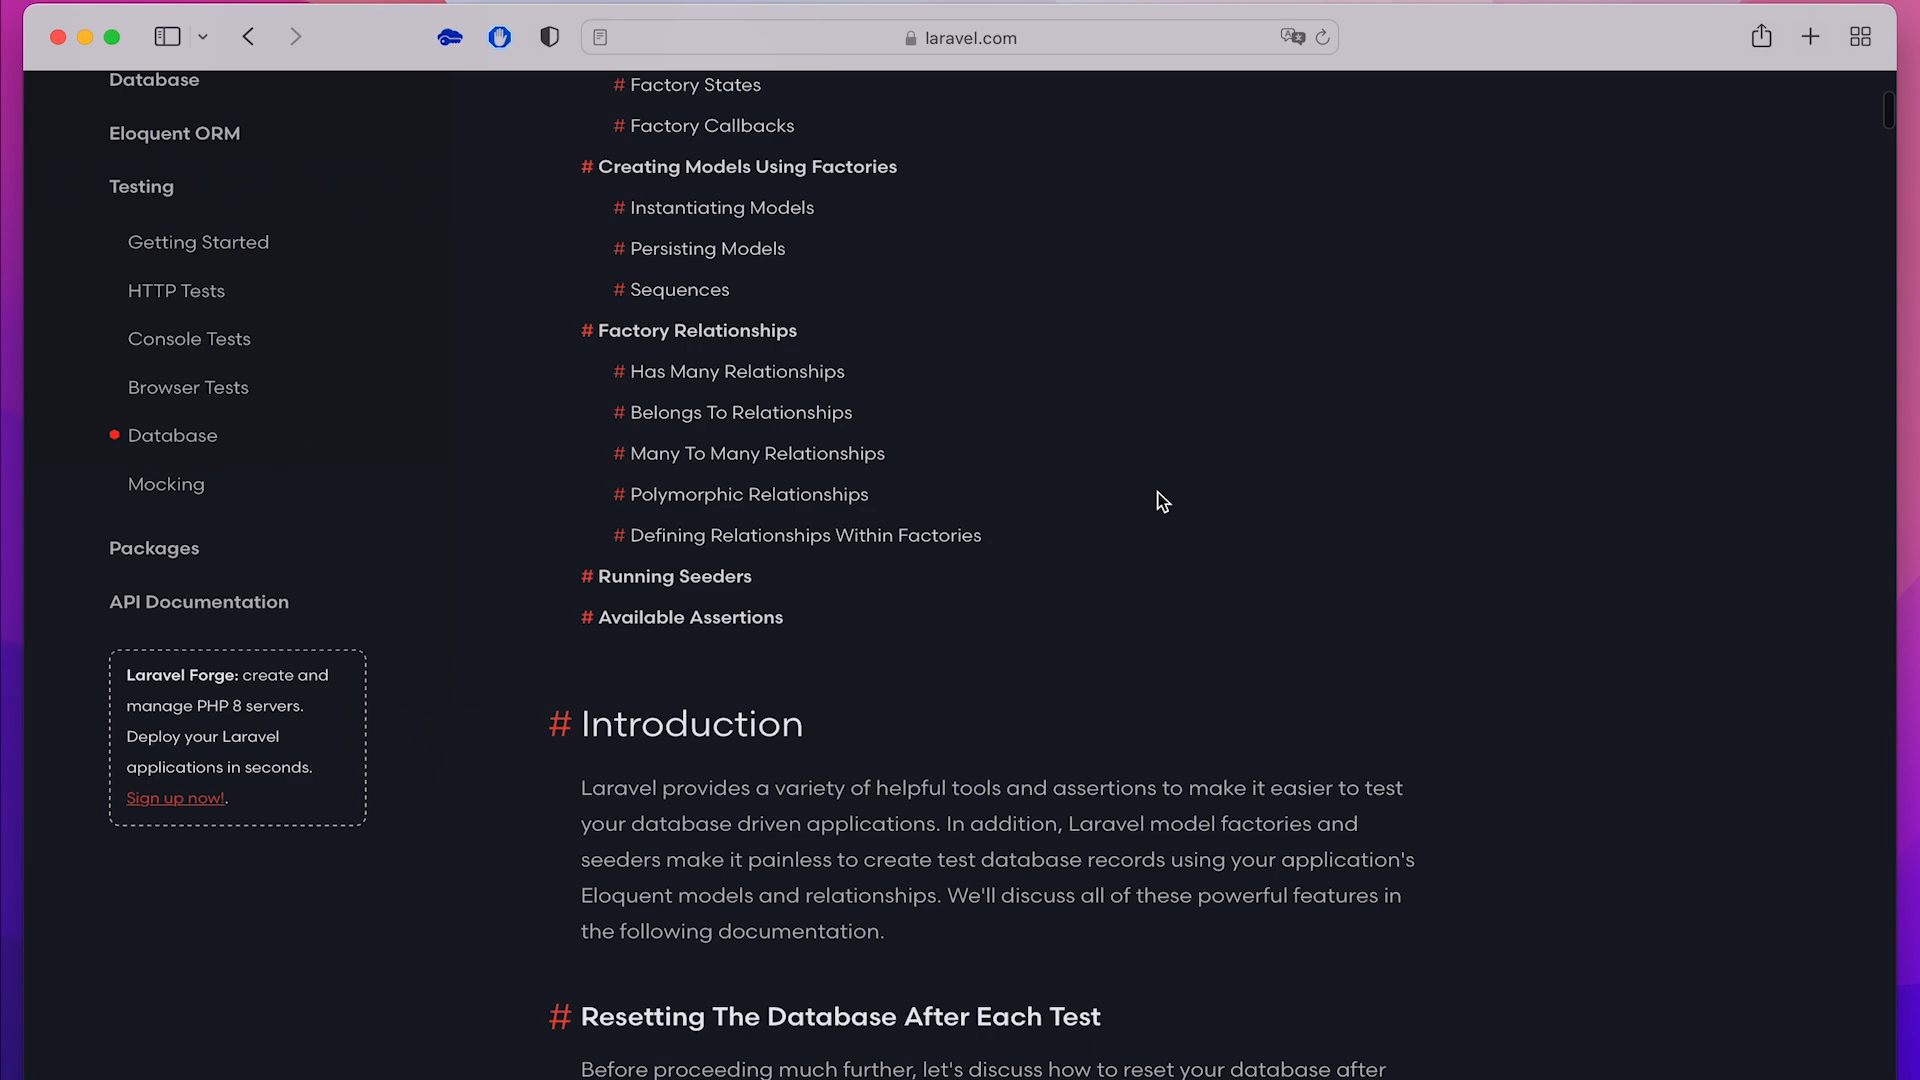 laravel.com
Database
Eloquent ORM
Testing
Getting Started
HTTP Tests
Console Tests
Browser Tests
Database
Mocking
Packages
API Documentation
Laravel Forge: create and
manage PHP 8 servers.
Deploy your Laravel
applications in seconds.
Sign up now!.
# Factory States
# Factory Callbacks
# Creating Models Using Factories
# Instantiating Models
# Persisting Models
# Sequences
# Factory Relationships
# Has Many Relationships
# Belongs To Relationships
# Many To Many Relationships
# Polymorphic Relationships
# Defining Relationships Within Factories
# Running Seeders
# Available Assertions
# Introduction
Laravel provides a variety of helpful tools and assertions to make it easier to test
your database driven applications. In addition, Laravel model factories and
seeders make it painless to create test database records using your application's
Eloquent models and relationships. We'll discuss all of these powerful features in
the following documentation.
# Resetting The Database After Each Test
Before proceeding much further, let's discuss how to reset your database after